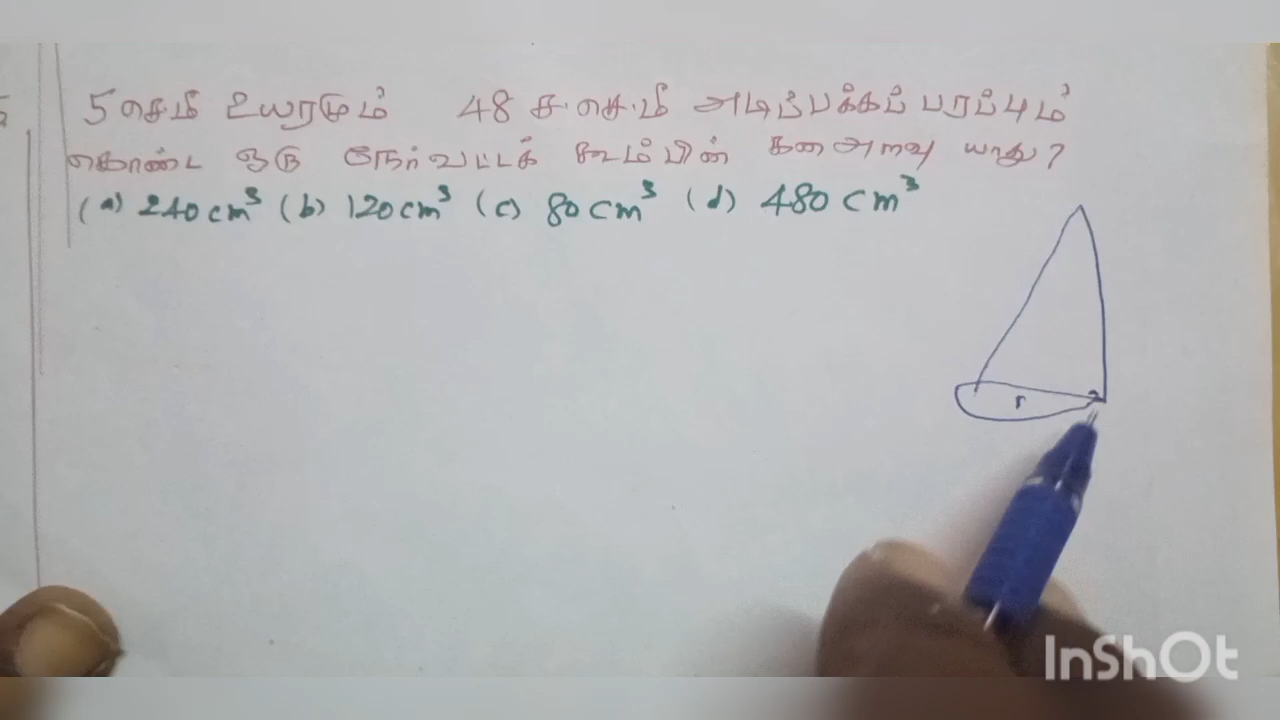 5 செ.மீ உயரமும் 48 ச.செ.மீ அடிப்பக்கப் பரப்பும்
கொண்ட ஒரு நேர்வட்டக் கூம்பின் கனஅளவு யாது?
(a) 240 cm³ (b) 120 cm³ (c) 80 cm³ (d) 480 cm³
r
InShOt